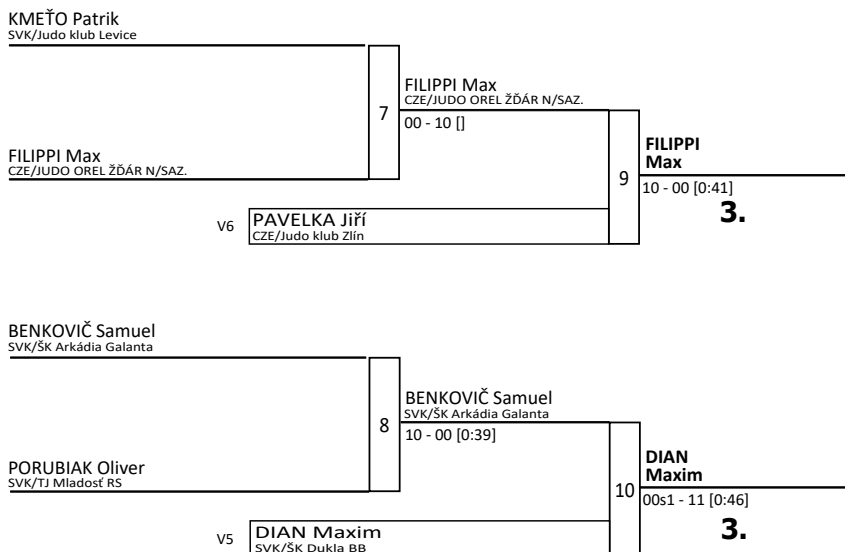 KMEŤO Patrik
SVK/Judo klub Levice
7
FILIPPI Max
CZE/JUDO OREL ŽĎÁR N/SAZ.
00 - 10 []
FILIPPI Max
CZE/JUDO OREL ŽĎÁR N/SAZ.
9
FILIPPI
Max
10 - 00 [0:41]
3.
V6
PAVELKA Jiří
CZE/Judo klub Zlín
BENKOVIČ Samuel
SVK/ŠK Arkádia Galanta
8
BENKOVIČ Samuel
SVK/ŠK Arkádia Galanta
10 - 00 [0:39]
PORUBIAK Oliver
SVK/TJ Mladosť RS
10
DIAN
Maxim
00s1 - 11 [0:46]
3.
V5
DIAN Maxim
SVK/ŠK Dukla BB